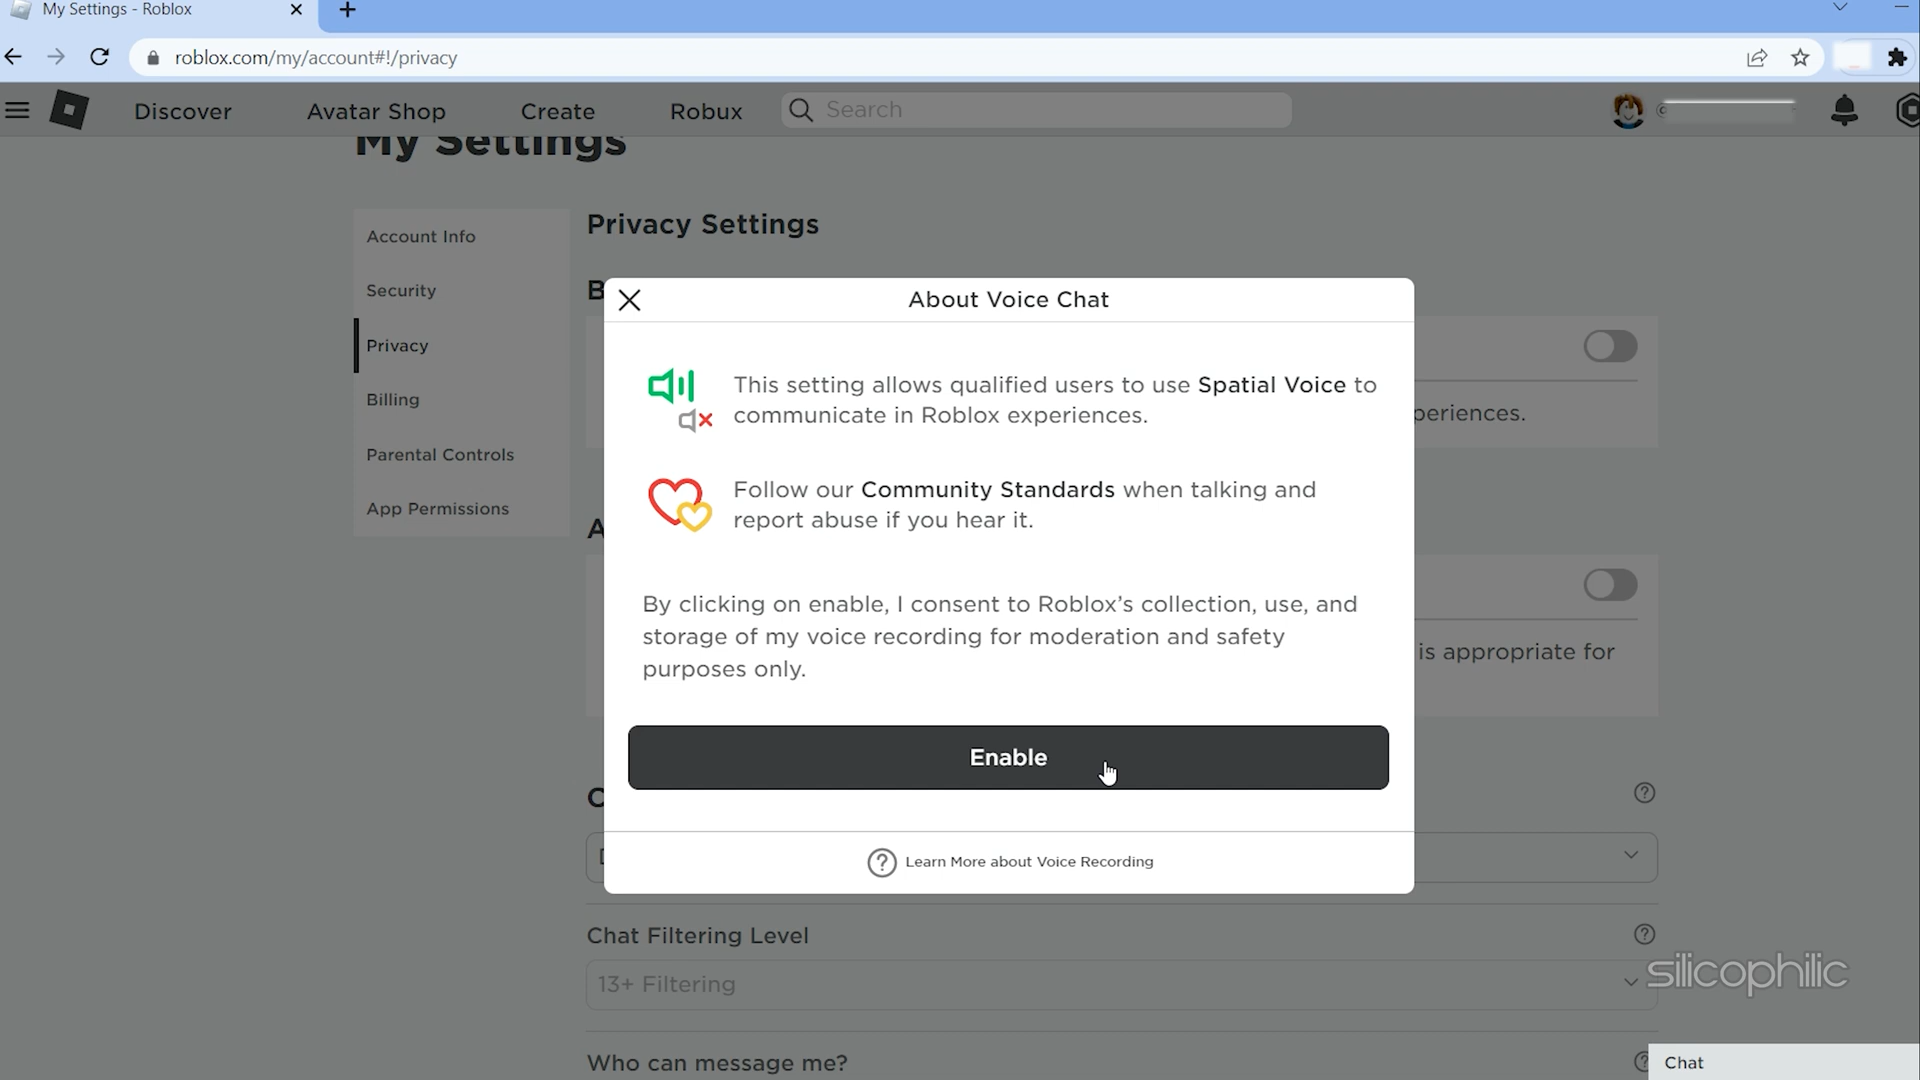 My Settings - Roblox
roblox.com/my/account#!/privacy
Discover
Avatar Shop
Create
Robux
Search
My Settings
Account Info
Security
Privacy
Billing
Parental Controls
App Permissions
Privacy Settings
B
About Voice Chat
This setting allows qualified users to use Spatial Voice to
communicate in Roblox experiences.
periences.
Follow our Community Standards when talking and
report abuse if you hear it.
A
By clicking on enable, I consent to Roblox's collection, use, and
storage of my voice recording for moderation and safety
purposes only.
is appropriate for
Enable
C
Learn More about Voice Recording
Chat Filtering Level
13+ Filtering
silicophilic
Who can message me?
Chat